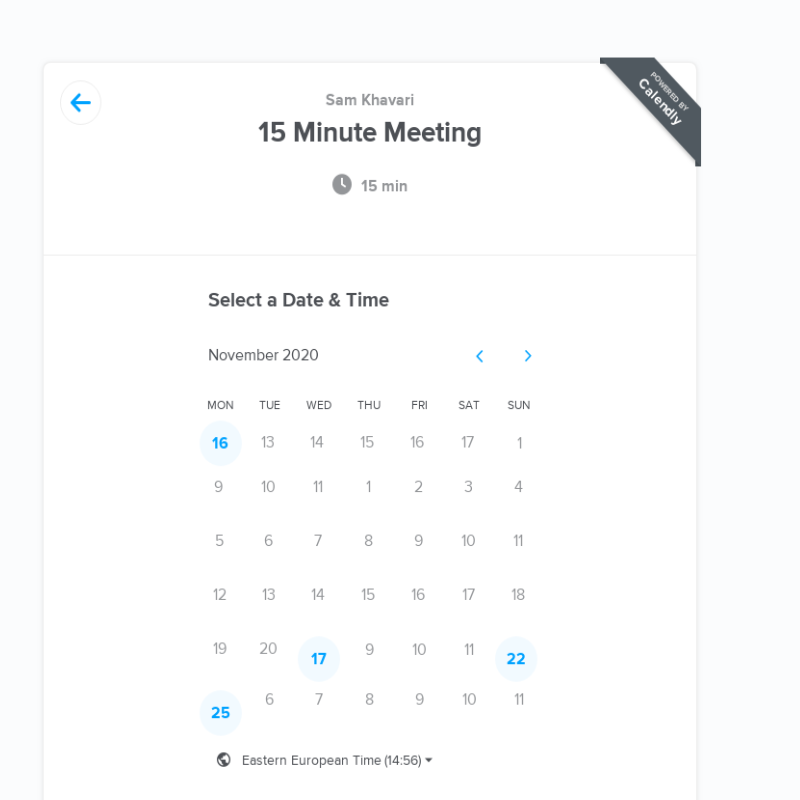 POWERED BY
Calendly
Sam Khavari
15 Minute Meeting
15 min
Select a Date & Time
November 2020
MON TUE WED THU FRI SAT SUN
16 13 14 15 16 17 1
9 10 11 1 2 3 4
5 6 7 8 9 10 11
12 13 14 15 16 17 18
19 20 17 9 10 11 22
25 6 7 8 9 10 11
Eastern European Time (14:56)